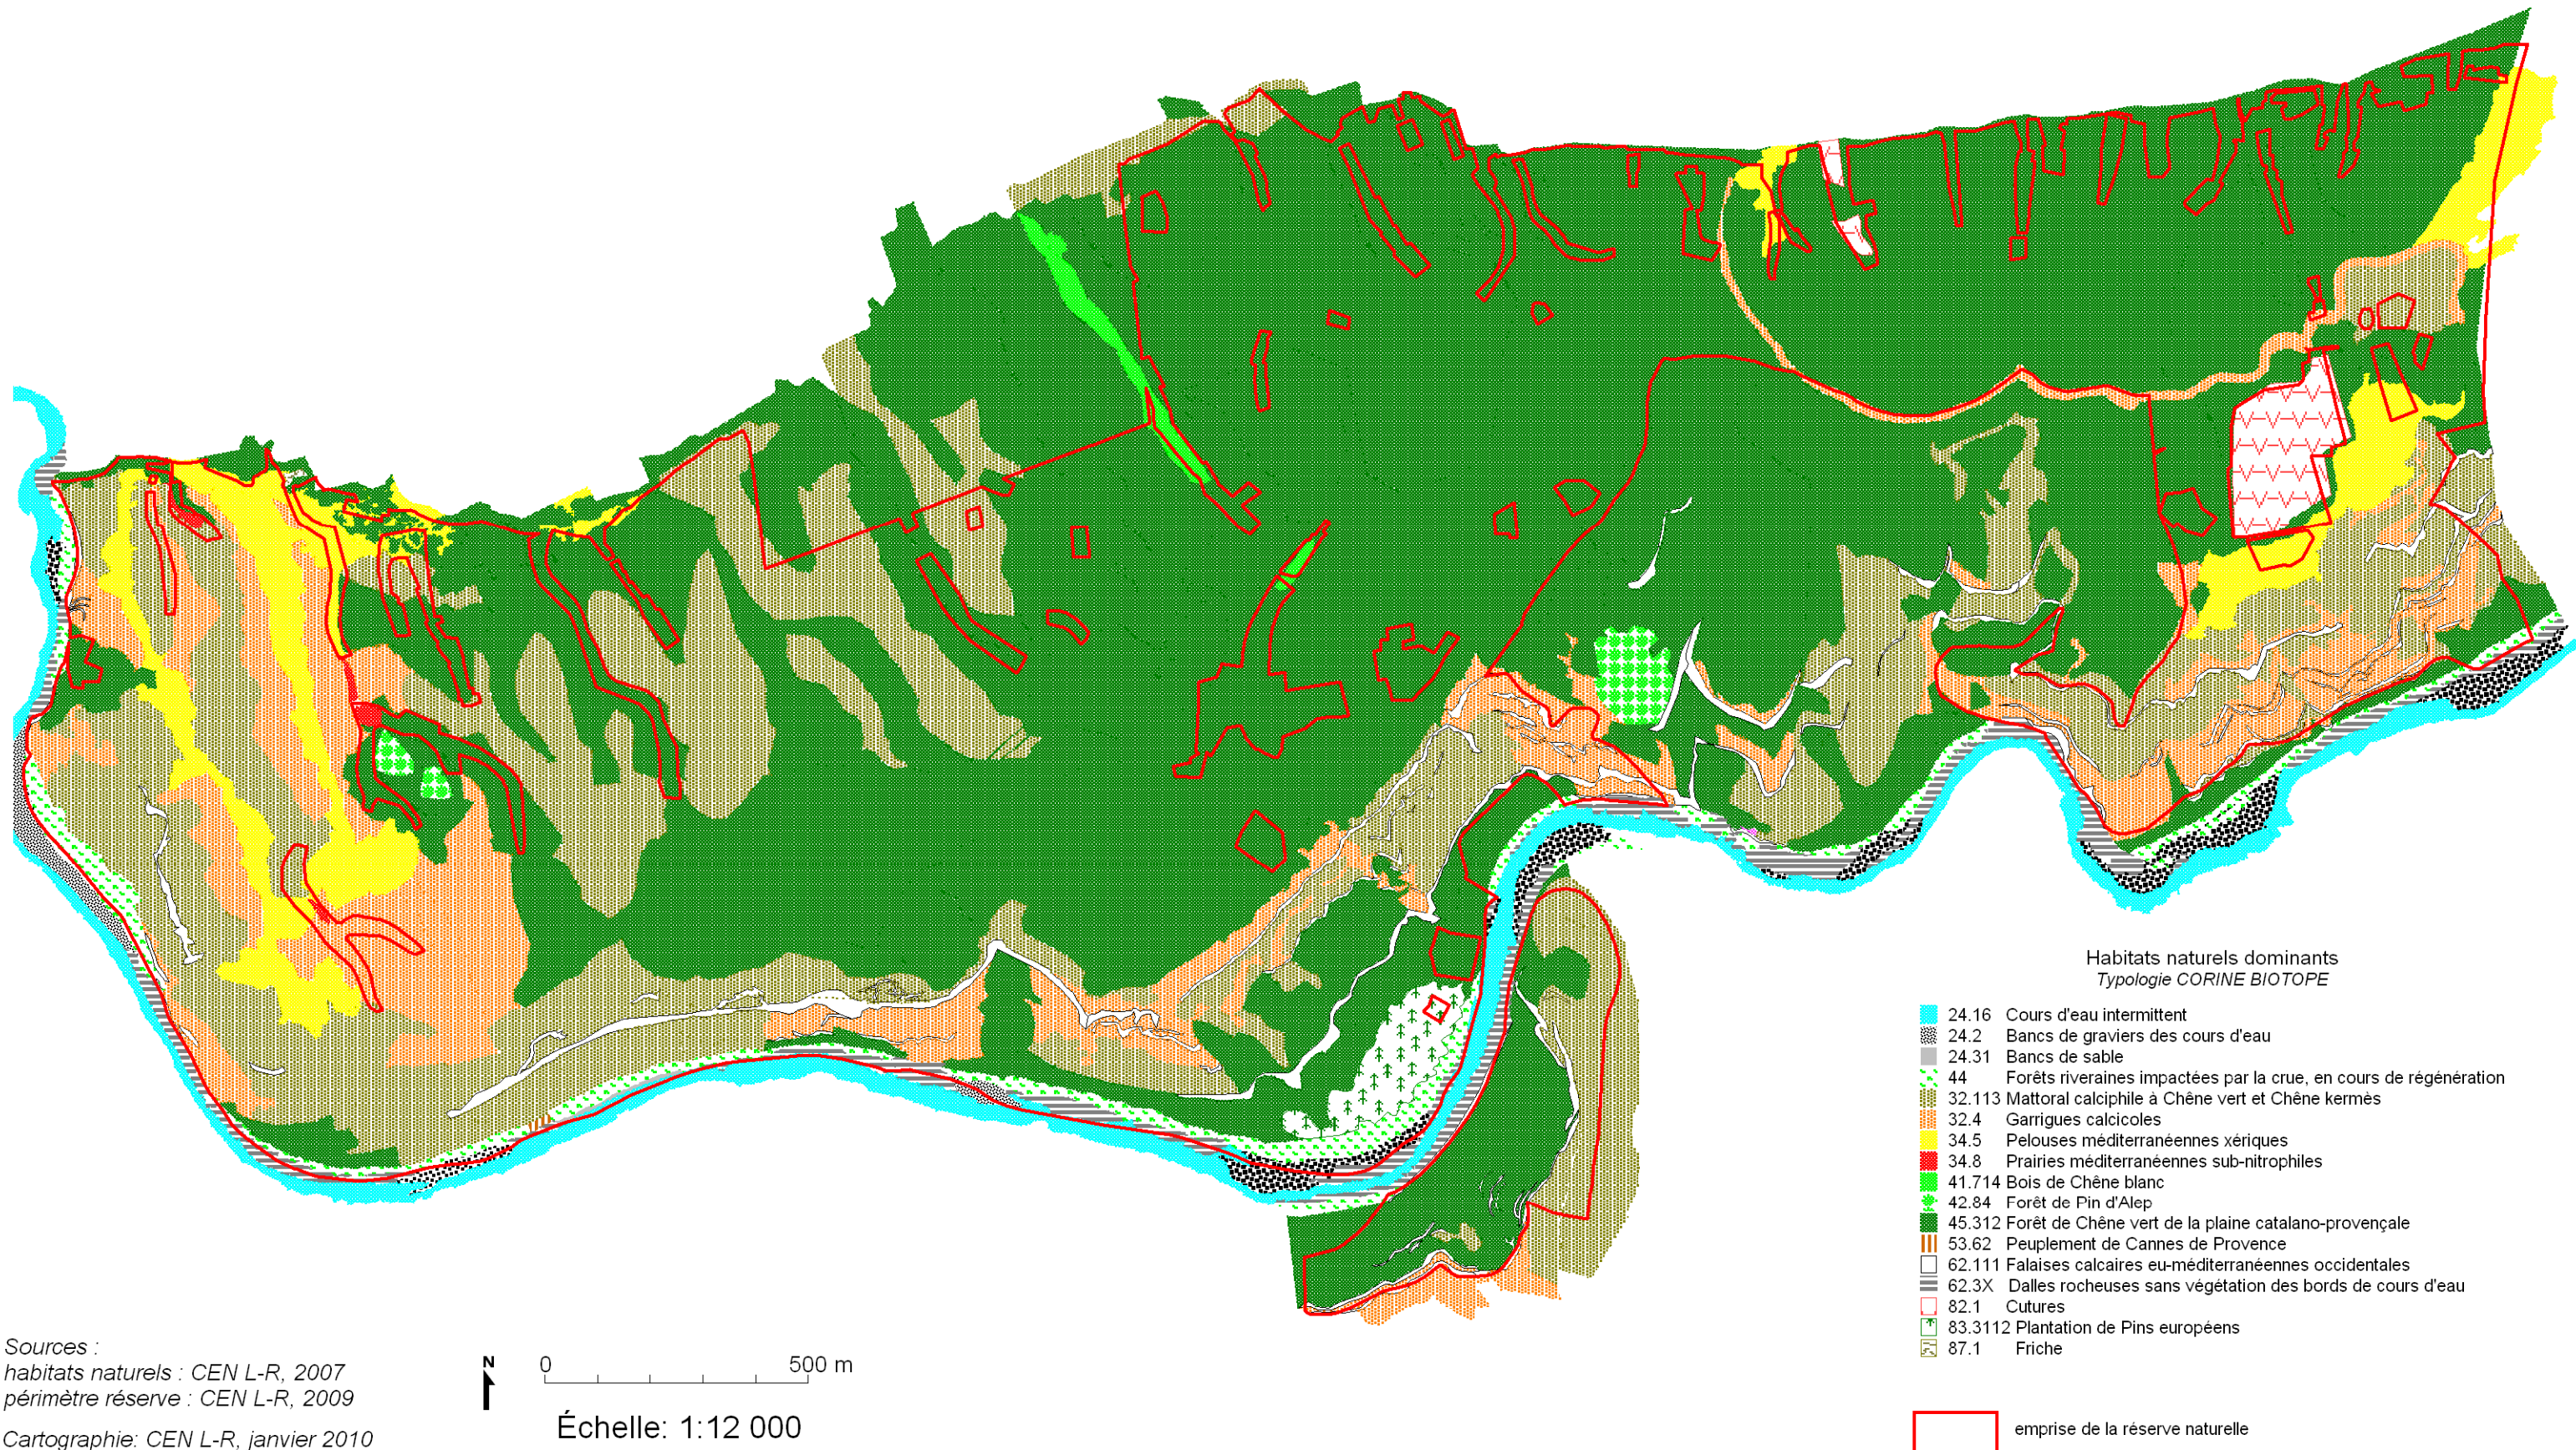 Habitats naturels dominants
Typologie CORINE BIOTOPE
24.16 Cours d'eau intermittent
24.2 Bancs de graviers des cours d'eau
24.31 Bancs de sable
44 Forêts riveraines impactées par la crue, en cours de régénération
32.113 Mattoral calciphile à Chêne vert et Chêne kermès
32.4 Garrigues calcicoles
34.5 Pelouses méditerranéennes xériques
34.8 Prairies méditerranéennes sub-nitrophiles
41.714 Bois de Chêne blanc
42.84 Forêt de Pin d'Alep
45.312 Forêt de Chêne vert de la plaine catalano-provençale
53.62 Peuplement de Cannes de Provence
62.111 Falaises calcaires eu-méditerranéennes occidentales
62.3X Dalles rocheuses sans végétation des bords de cours d'eau
82.1 Cutures
83.3112 Plantation de Pins européens
87.1 Friche
emprise de la réserve naturelle
Sources :
habitats naturels : CEN L-R, 2007
périmètre réserve : CEN L-R, 2009
Cartographie: CEN L-R, janvier 2010
N
0 500 m
Échelle: 1:12 000